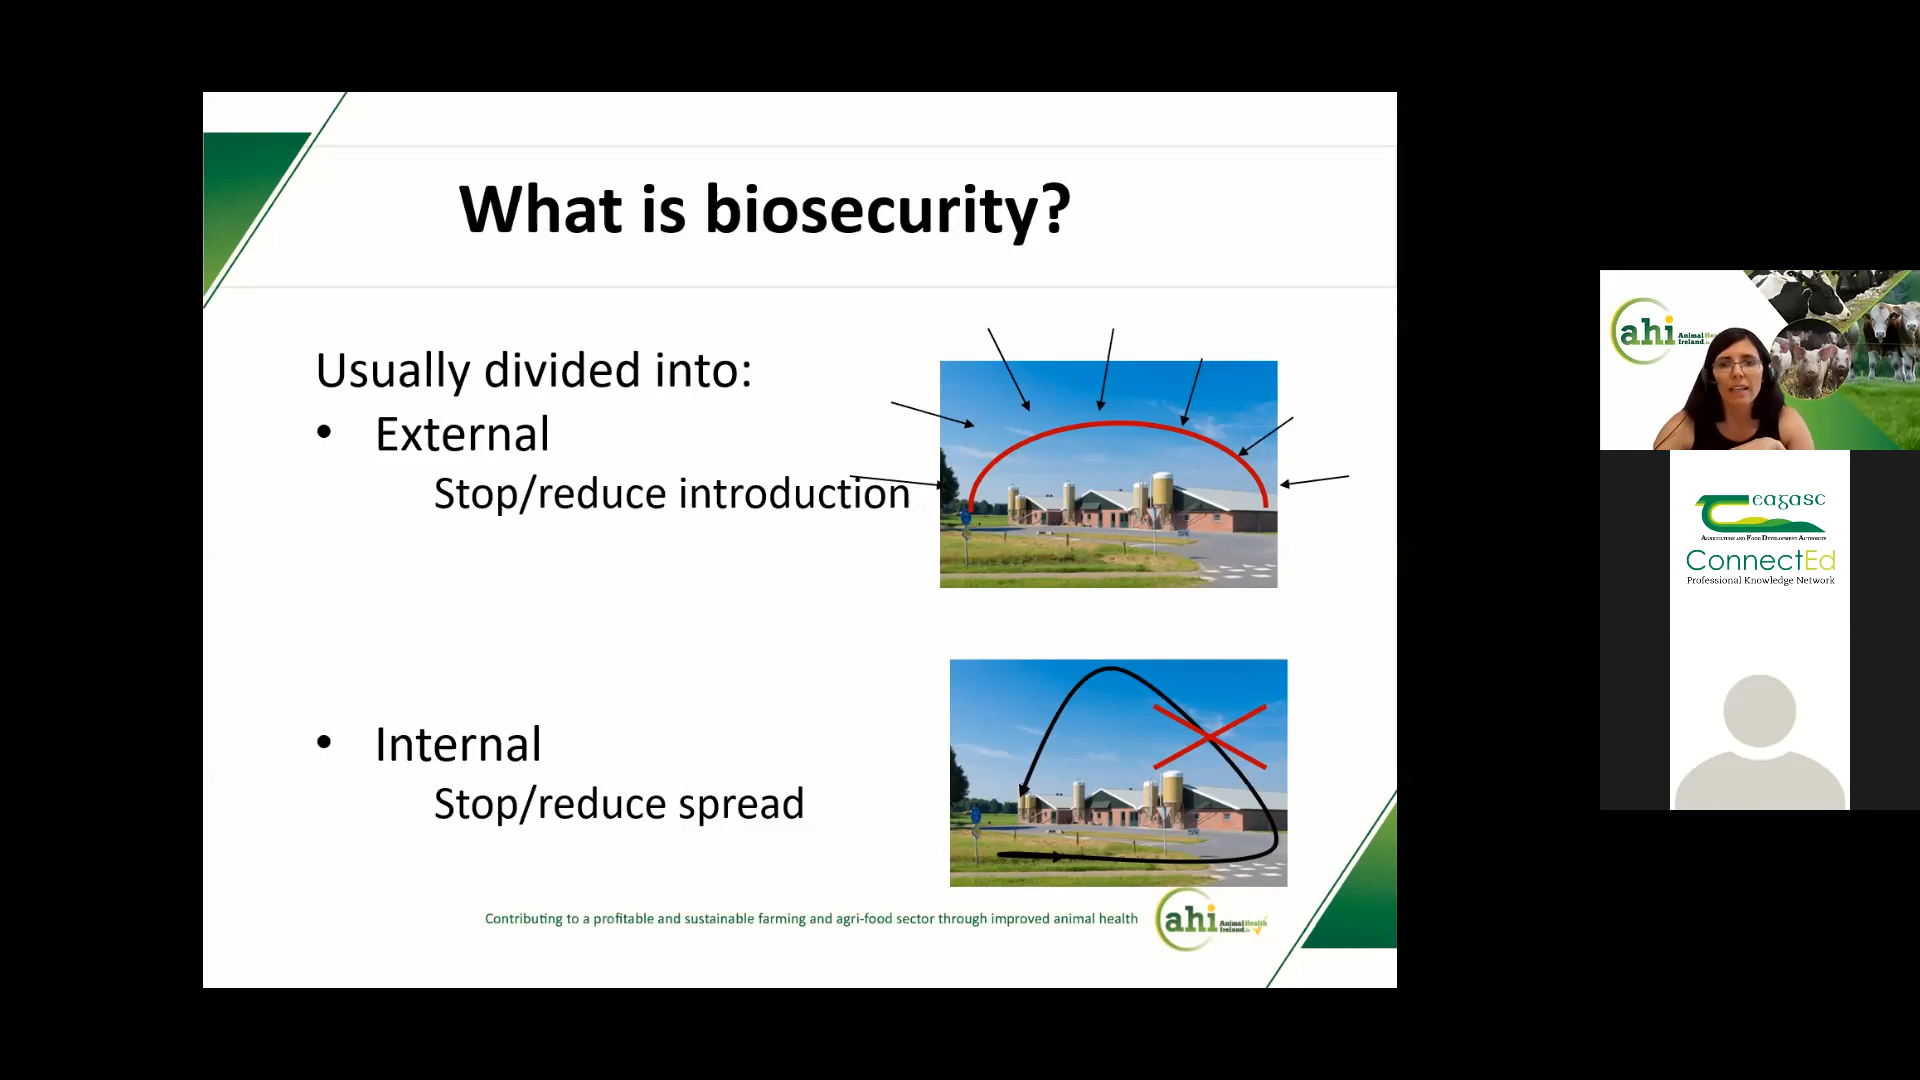 What is biosecurity?
Usually divided into:
• External
Stop/reduce introduction
• Internal
Stop/reduce spread
Contributing to a profitable and sustainable farming and agri-food sector through improved animal health
ahi Animal Health
Ireland.ie
ahi Animal
Ireland.
Teagasc
AGRICULTURE AND FOOD DEVELOPMENT AUTHORITY
ConnectEd
Professional Knowledge Network